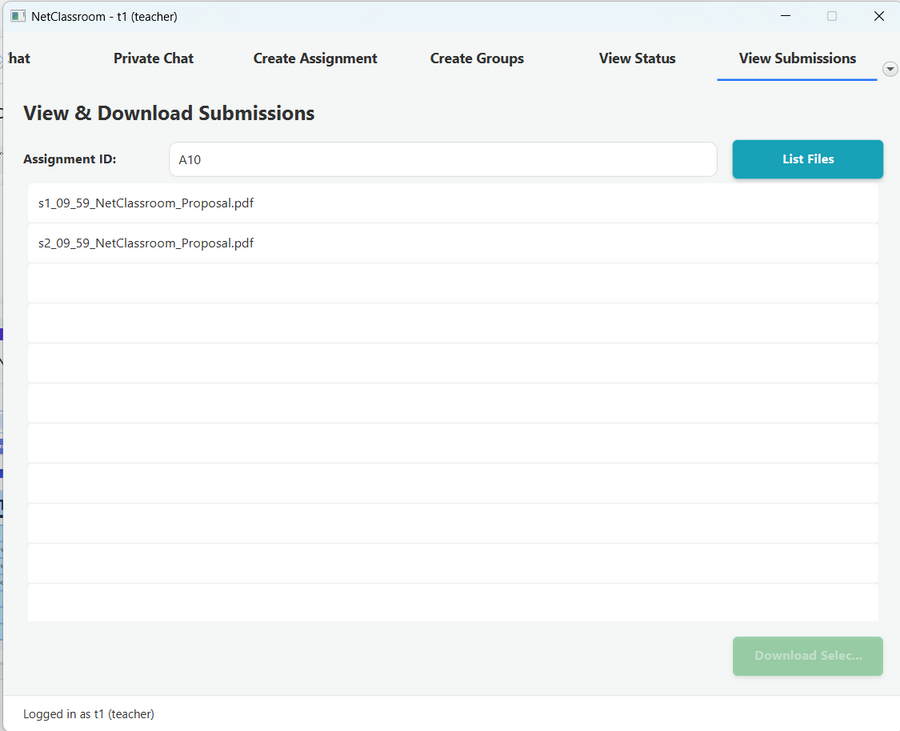 NetClassroom - t1 (teacher)
hat
Private Chat
Create Assignment
Create Groups
View Status
View Submissions
View & Download Submissions
Assignment ID:
A10
List Files
s1_09_59_NetClassroom_Proposal.pdf
s2_09_59_NetClassroom_Proposal.pdf
Download Selec...
Logged in as t1 (teacher)